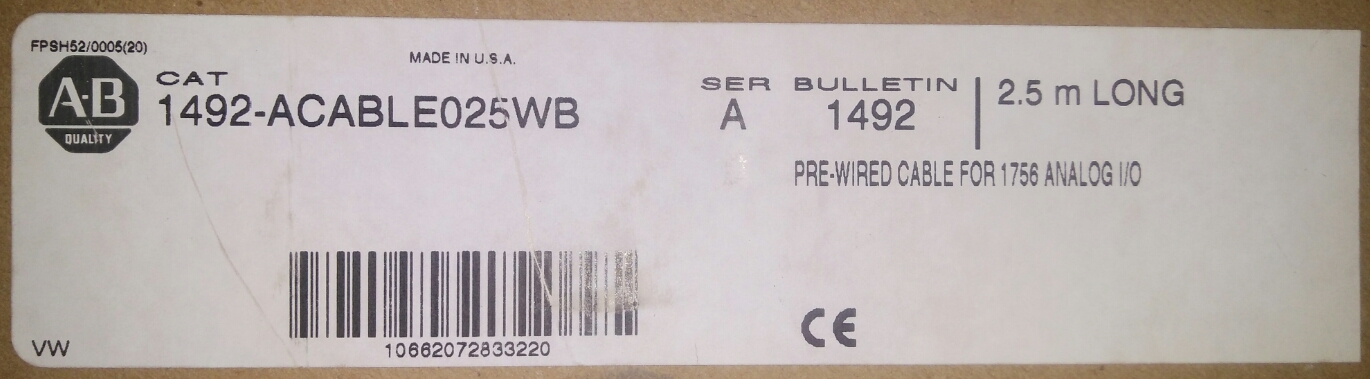 FPSH52/0005(20)
MADE IN U.S.A.
A-B
QUALITY
CAT
1492-ACABLE025WB
SER
A
BULLETIN
1492
2.5 m LONG
PRE-WIRED CABLE FOR 1756 ANALOG I/O
10662072833220
VW
CE